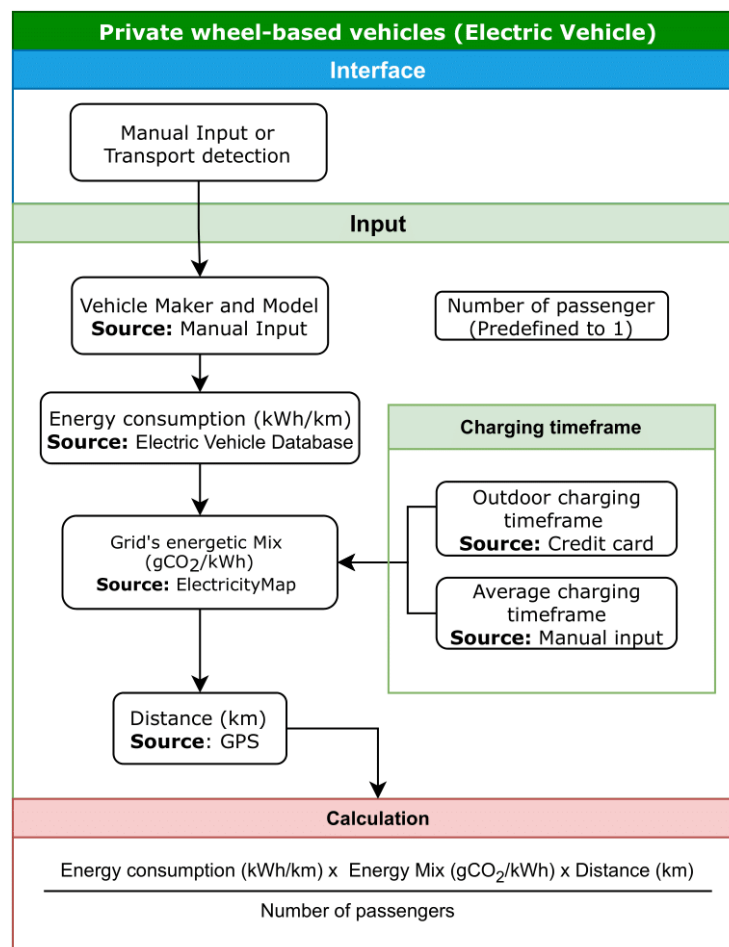 Private wheel-based vehicles (Electric Vehicle)
Interface
Manual Input or
Transport detection
Input
Vehicle Maker and Model
Source: Manual Input
Number of passenger
(Predefined to 1)
Energy consumption (kWh/km)
Source: Electric Vehicle Database
Charging timeframe
Outdoor charging
timeframe
Source: Credit card
Grid's energetic Mix
(gCO2/kWh)
Source: ElectricityMap
Average charging
timeframe
Source: Manual input
Distance (km)
Source: GPS
Calculation
Energy consumption (kWh/km) x Energy Mix (gCO2/kWh) x Distance (km)
Number of passengers